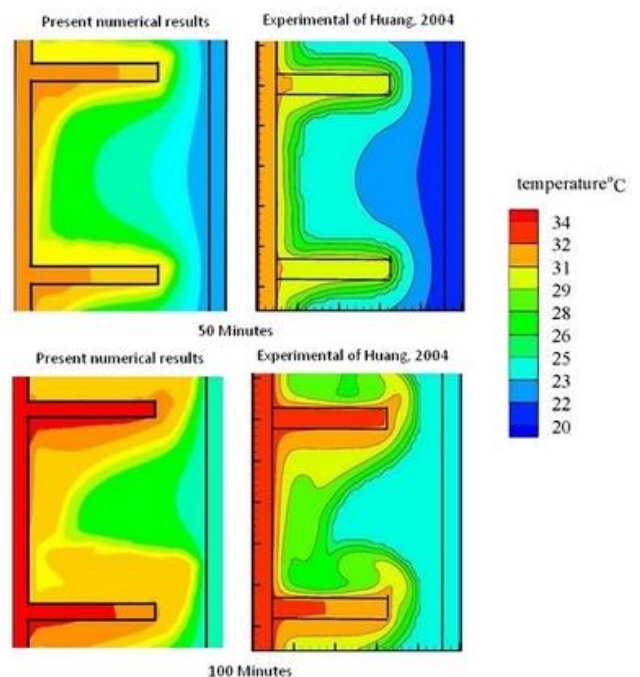 Present numerical results
Experimental of Huang, 2004
50 Minutes
Present numerical results
Experimental of Huang, 2004
100 Minutes
temperature°C
34
32
31
29
28
26
25
23
22
20